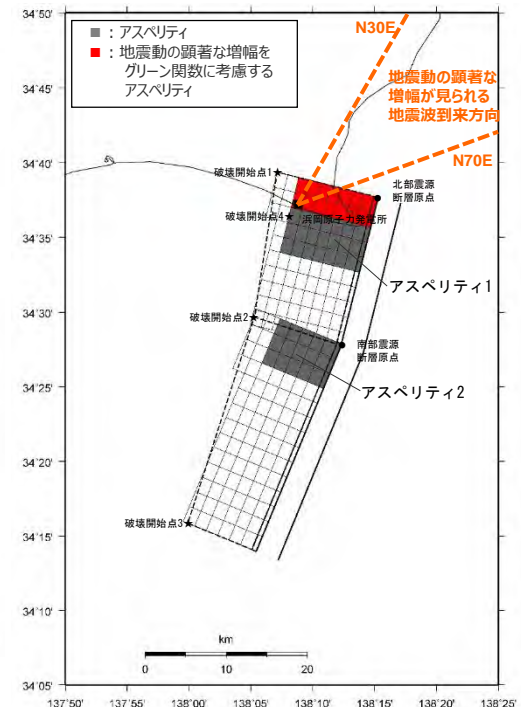 34˚50'
34˚45'
34˚40'
34˚35'
34˚30'
34˚25'
34˚20'
34˚15'
34˚10'
34˚05'
■ : アスペリティ
■ : 地震動の顕著な増幅を
グリーン関数に考慮する
アスペリティ
N30E
地震動の顕著な
増幅が見られる
地震波到来方向
N70E
破壊開始点1
北部震源
断層原点
破壊開始点4
浜岡原子力発電所
アスペリティ1
破壊開始点2
南部震源
断層原点
アスペリティ2
破壊開始点3
km
0 10 20
137˚50' 137˚55' 138˚00' 138˚05' 138˚10' 138˚15' 138˚20' 138˚25'